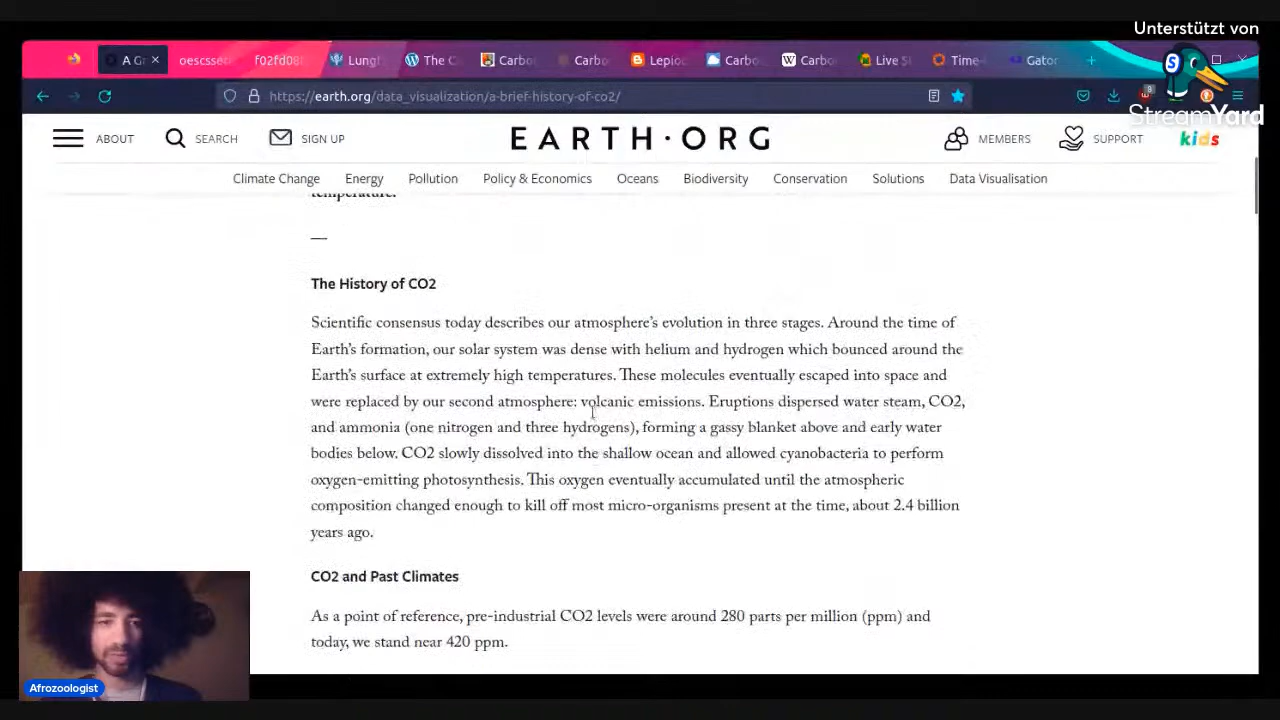 Unterstützt von
A Gr
oescsse
f02fd08
Lungf
The C
Carbo
Carbo
Lepio
Carbo
Carbo
Live S
Time-
Gator
https://earth.org/data_visualization/a-brief-history-of-co2/
StreamYard
ABOUT
SEARCH
SIGN UP
EARTH·ORG
MEMBERS
SUPPORT
kids
Climate Change
Energy
Pollution
Policy & Economics
Oceans
Biodiversity
Conservation
Solutions
Data Visualisation
temperature.
—
The History of CO2
Scientific consensus today describes our atmosphere's evolution in three stages. Around the time of
Earth's formation, our solar system was dense with helium and hydrogen which bounced around the
Earth's surface at extremely high temperatures. These molecules eventually escaped into space and
were replaced by our second atmosphere: volcanic emissions. Eruptions dispersed water steam, CO2,
and ammonia (one nitrogen and three hydrogens), forming a gassy blanket above and early water
bodies below. CO2 slowly dissolved into the shallow ocean and allowed cyanobacteria to perform
oxygen-emitting photosynthesis. This oxygen eventually accumulated until the atmospheric
composition changed enough to kill off most micro-organisms present at the time, about 2.4 billion
years ago.
CO2 and Past Climates
As a point of reference, pre-industrial CO2 levels were around 280 parts per million (ppm) and
today, we stand near 420 ppm.
Afrozoologist